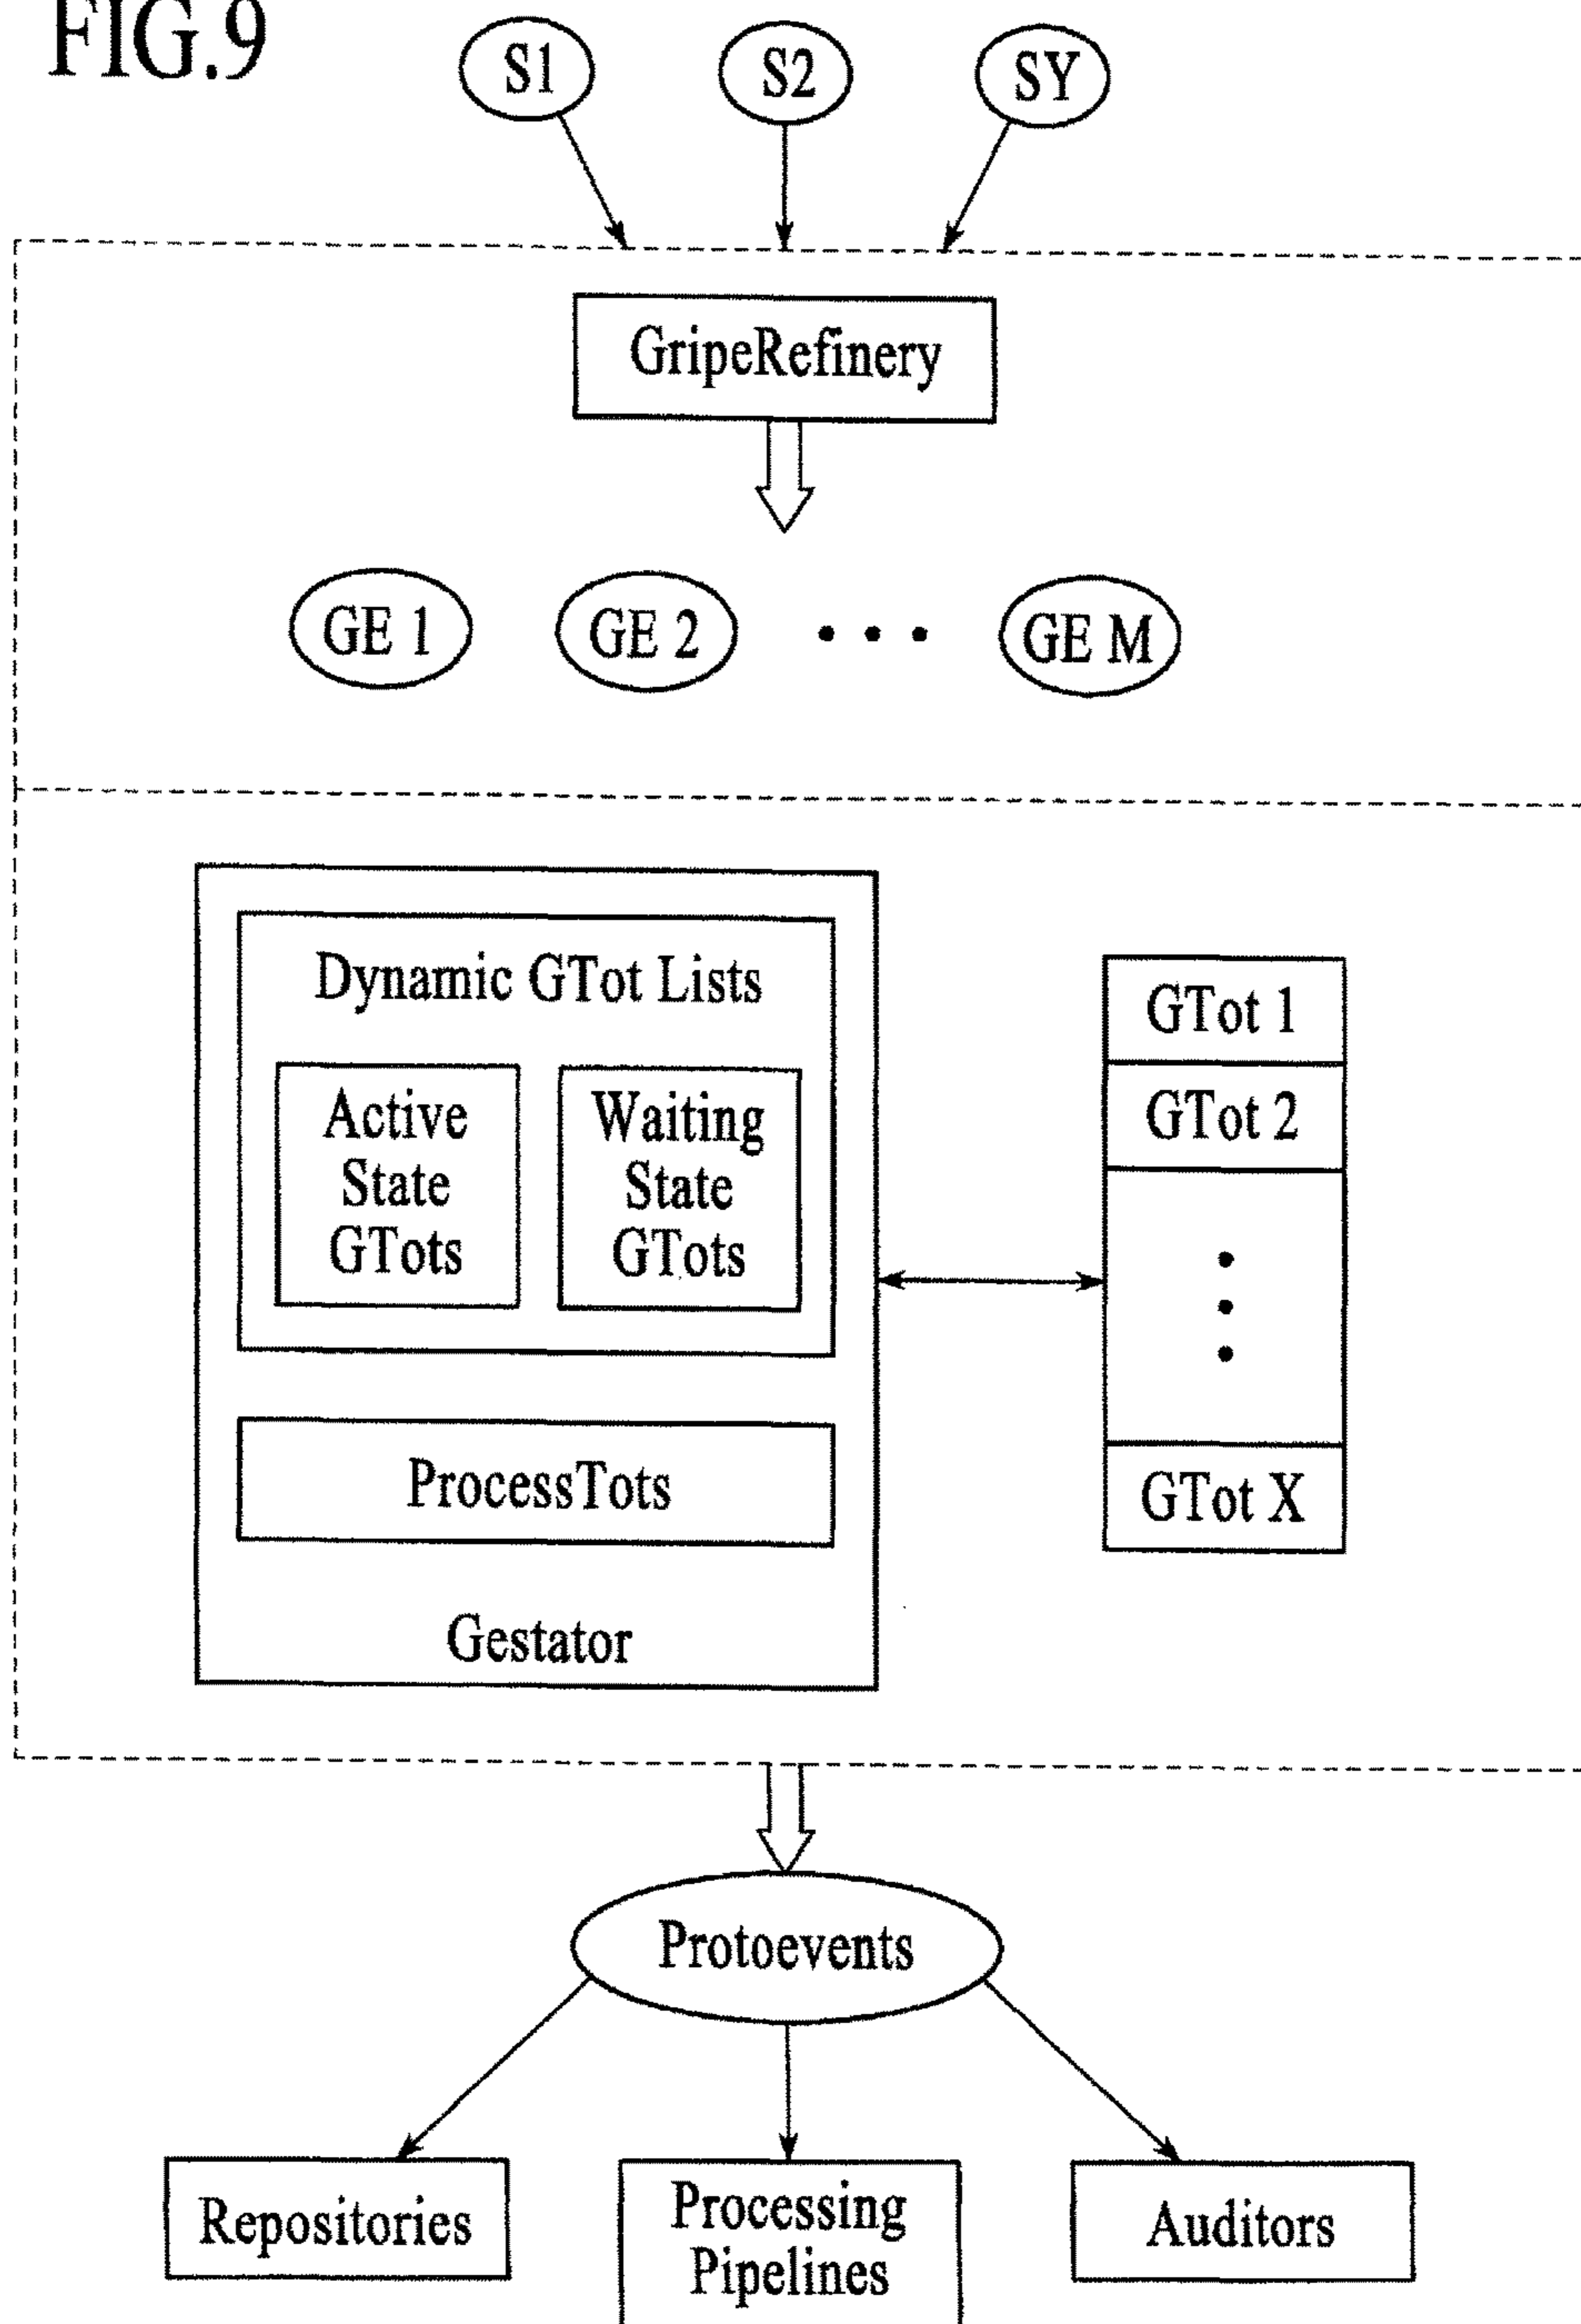 FIG.9
S1 S2 SY
GripeRefinery
GE 1 GE 2 • • • GE M
Dynamic GTot Lists
Active
State
GTots
Waiting
State
GTots
ProcessTots
Gestator
GTot 1
GTot 2
GTot X
Protoevents
Repositories
Processing
Pipelines
Auditors